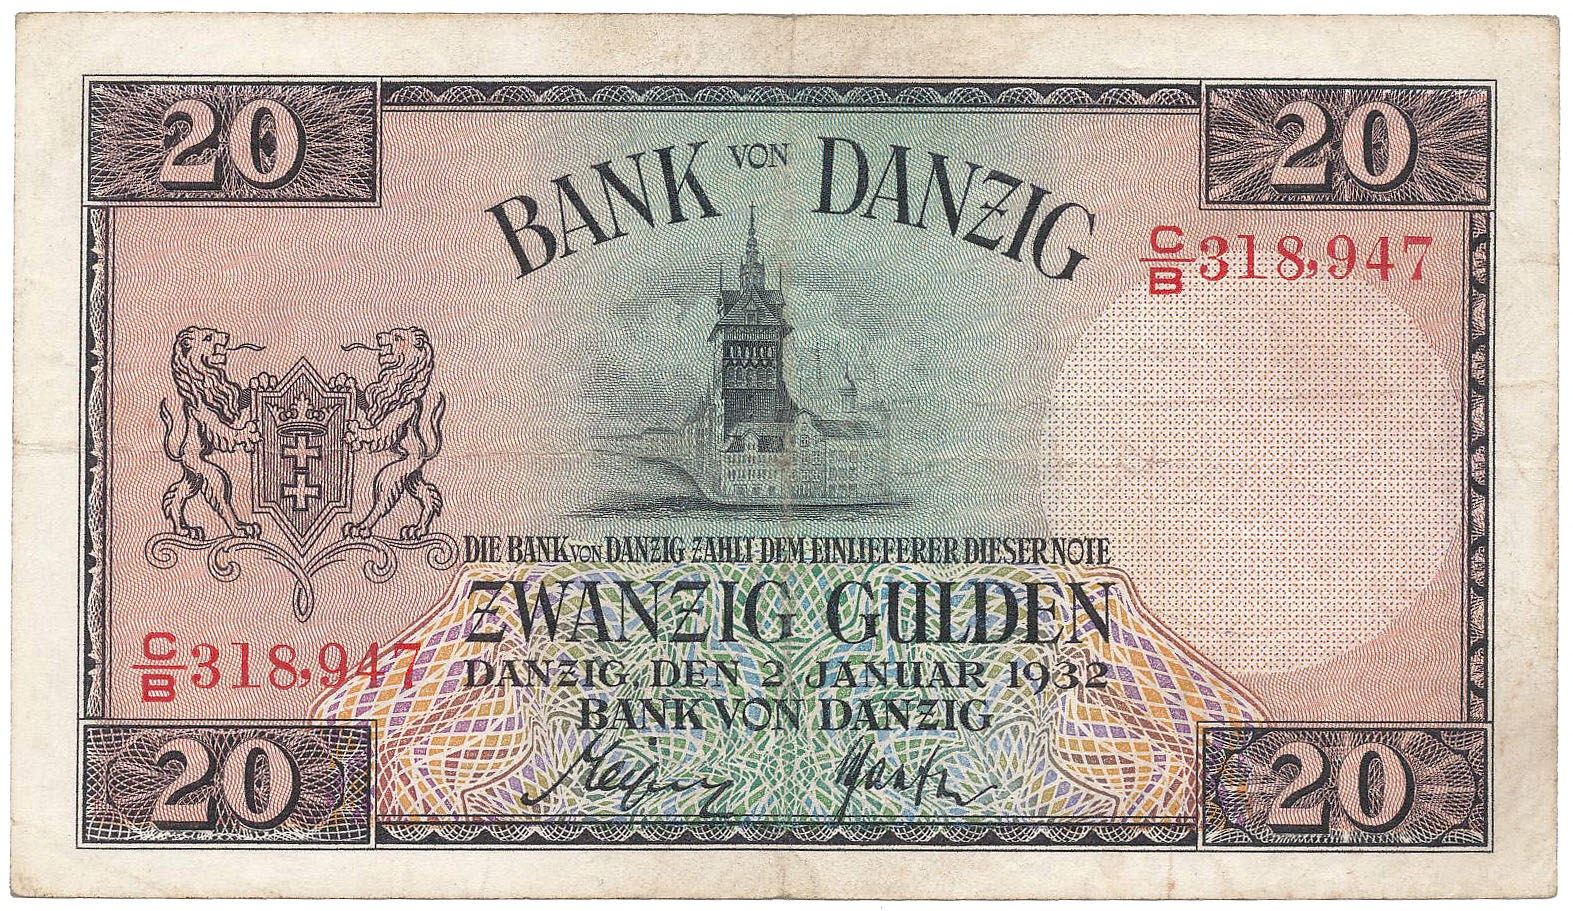 20 20
BANK VON DANZIG
C/B 318,947
DIE BANK VON DANZIG ZAHLT DEM EINLIEFERER DIESER NOTE
ZWANZIG GULDEN
C/B 318,947
DANZIG DEN 2 JANUAR 1932
BANK VON DANZIG
20 20